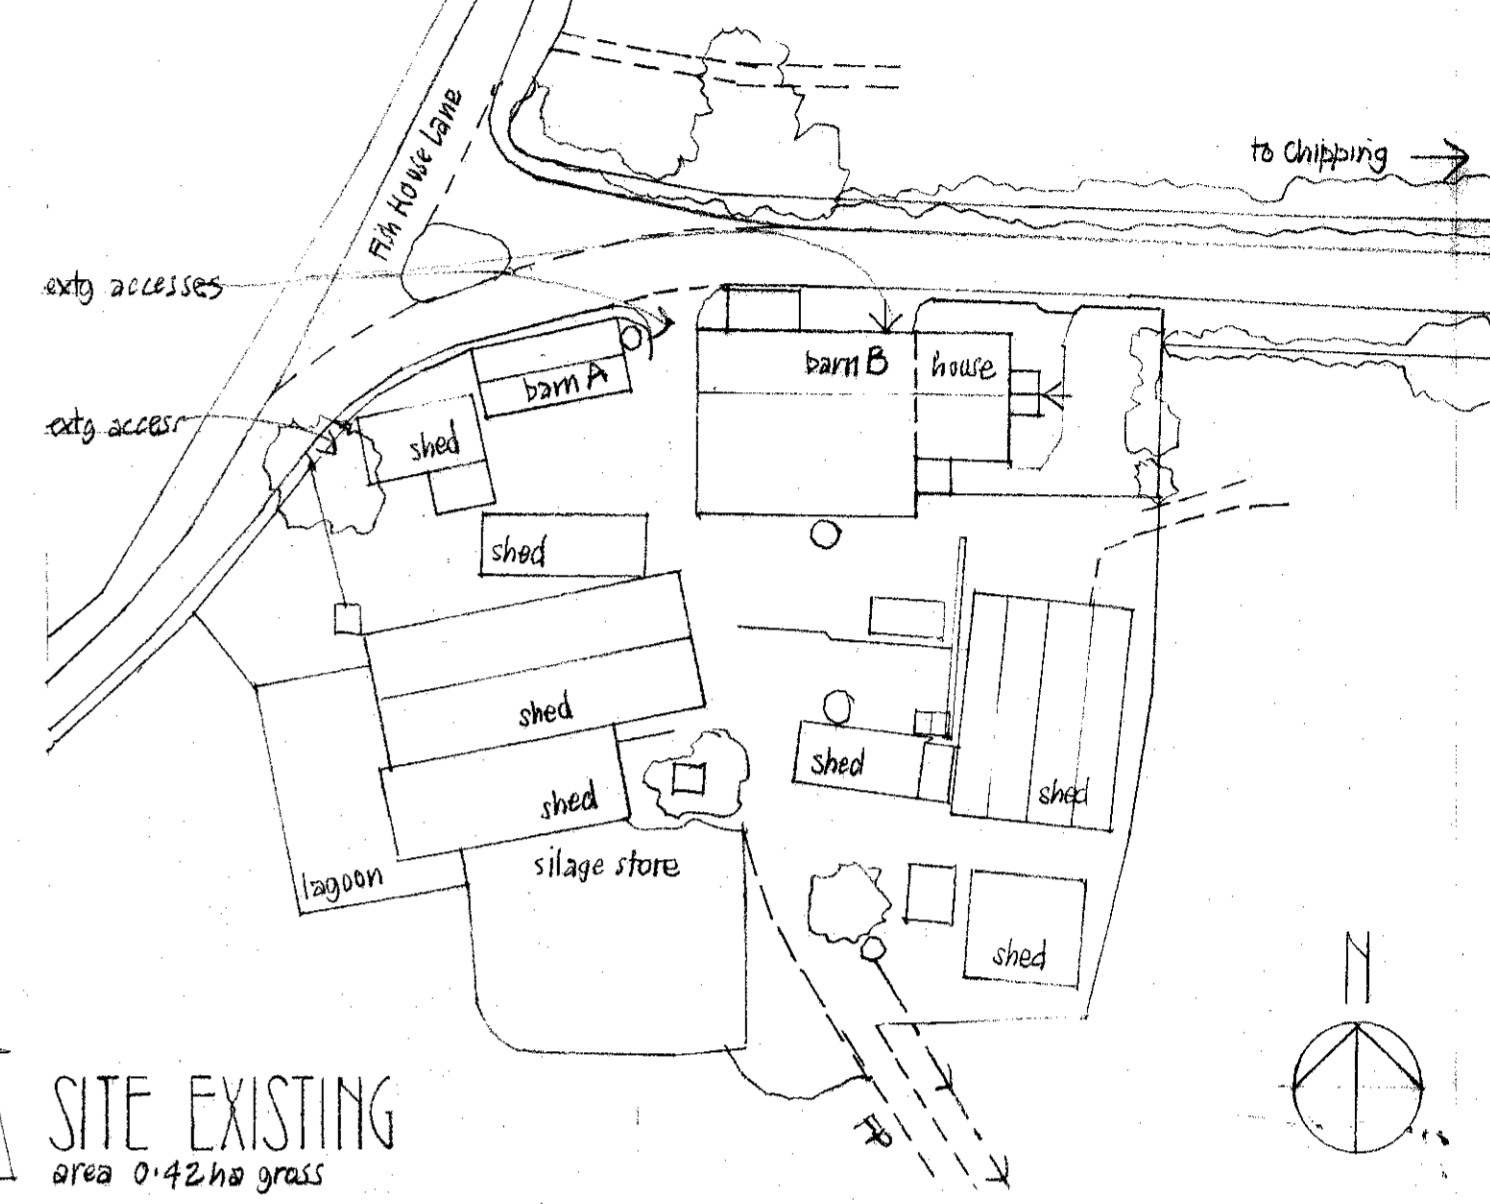 Fish House Lane
to Chipping
extg accesses
barn B
house
barn A
extg access
shed
shed
shed
shed
shed
shed
silage store
lagoon
shed
N
FP
SITE EXISTING
area 0.42ha gross